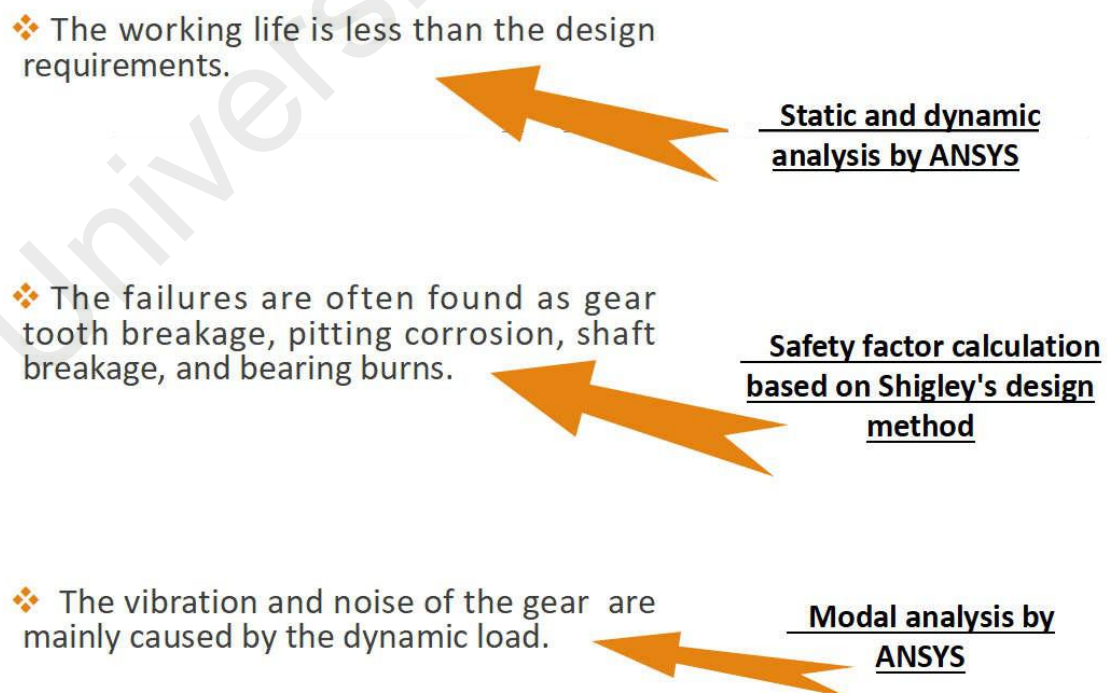 ❖ The working life is less than the design
requirements.
Static and dynamic
analysis by ANSYS
❖ The failures are often found as gear
tooth breakage, pitting corrosion, shaft
breakage, and bearing burns.
Safety factor calculation
based on Shigley's design
method
❖ The vibration and noise of the gear are
mainly caused by the dynamic load.
Modal analysis by
ANSYS